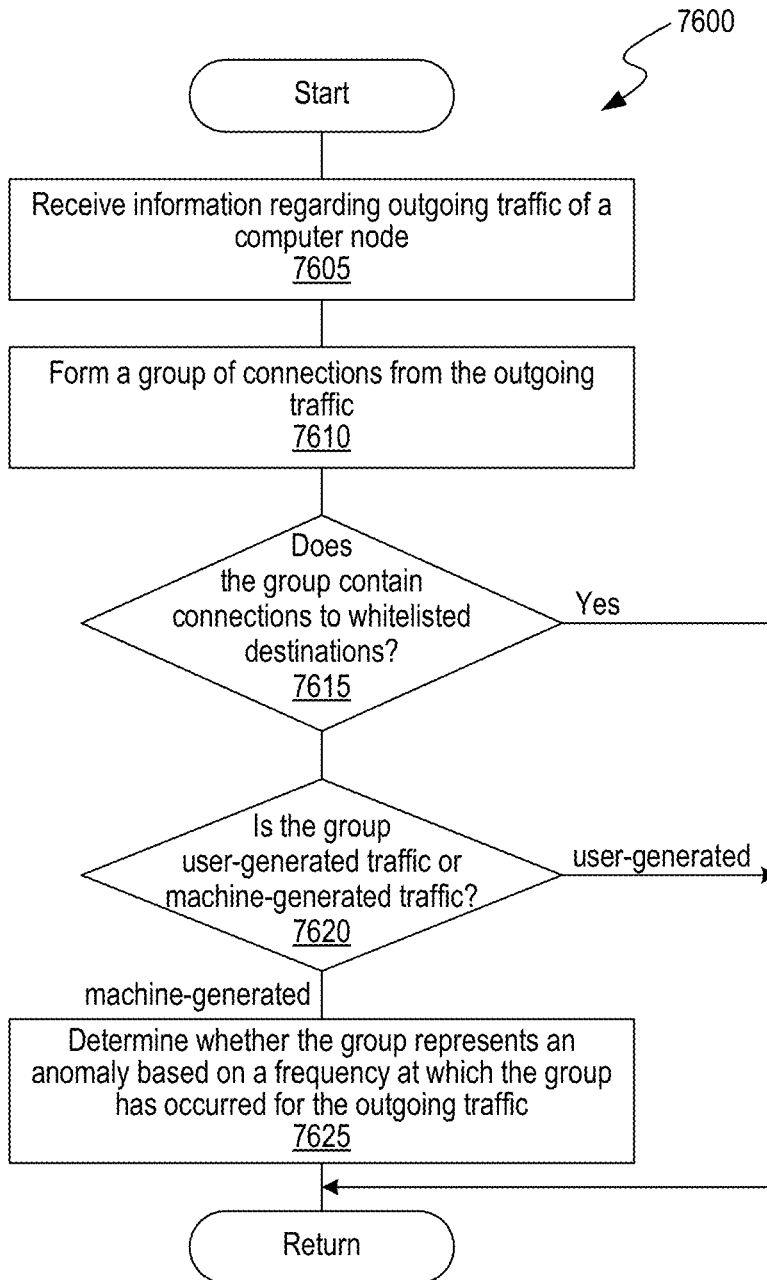 7600
Start
Receive information regarding outgoing traffic of a
computer node
7605
Form a group of connections from the outgoing
traffic
7610
Does
the group contain
connections to whitelisted
destinations?
7615
Yes
Is the group
user-generated traffic or
machine-generated traffic?
7620
user-generated
machine-generated
Determine whether the group represents an
anomaly based on a frequency at which the group
has occurred for the outgoing traffic
7625
Return